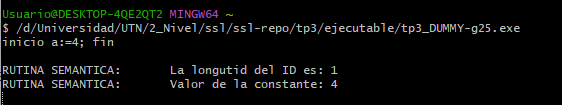 Usuario@DESKTOP-4QE2QT2 MINGW64 ~
$ /d/Universidad/UTN/2_Nivel/ssl/ssl-repo/tp3/ejecutable/tp3_DUMMY-g25.exe
inicio a:=4; fin
RUTINA SEMANTICA: La longutid del ID es: 1
RUTINA SEMANTICA: Valor de la constante: 4